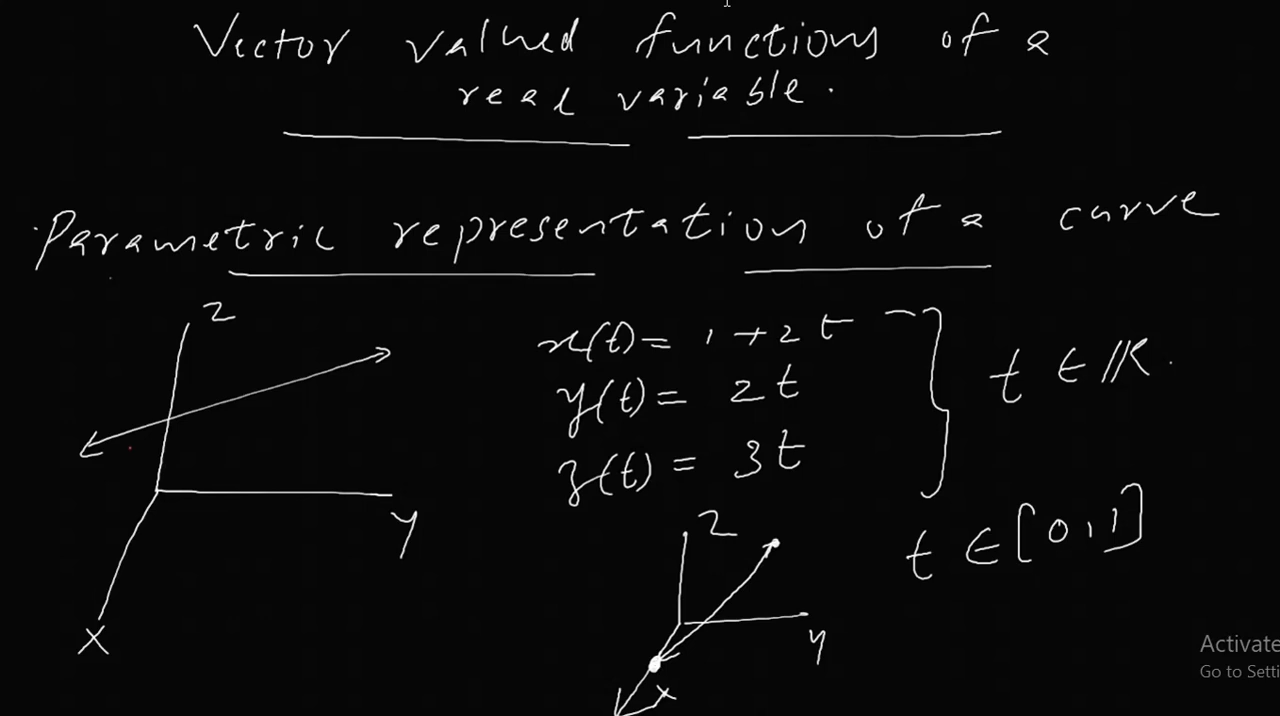 Vector valued functions of a
real variable.
Parametric representation of a curve
Z
x(t) = 1 + 2t
y(t) = 2t
z(t) = 3t
t ∈ ℝ.
Y
X
t ∈ [0,1]
Z
Y
X
Activate
Go to Setti